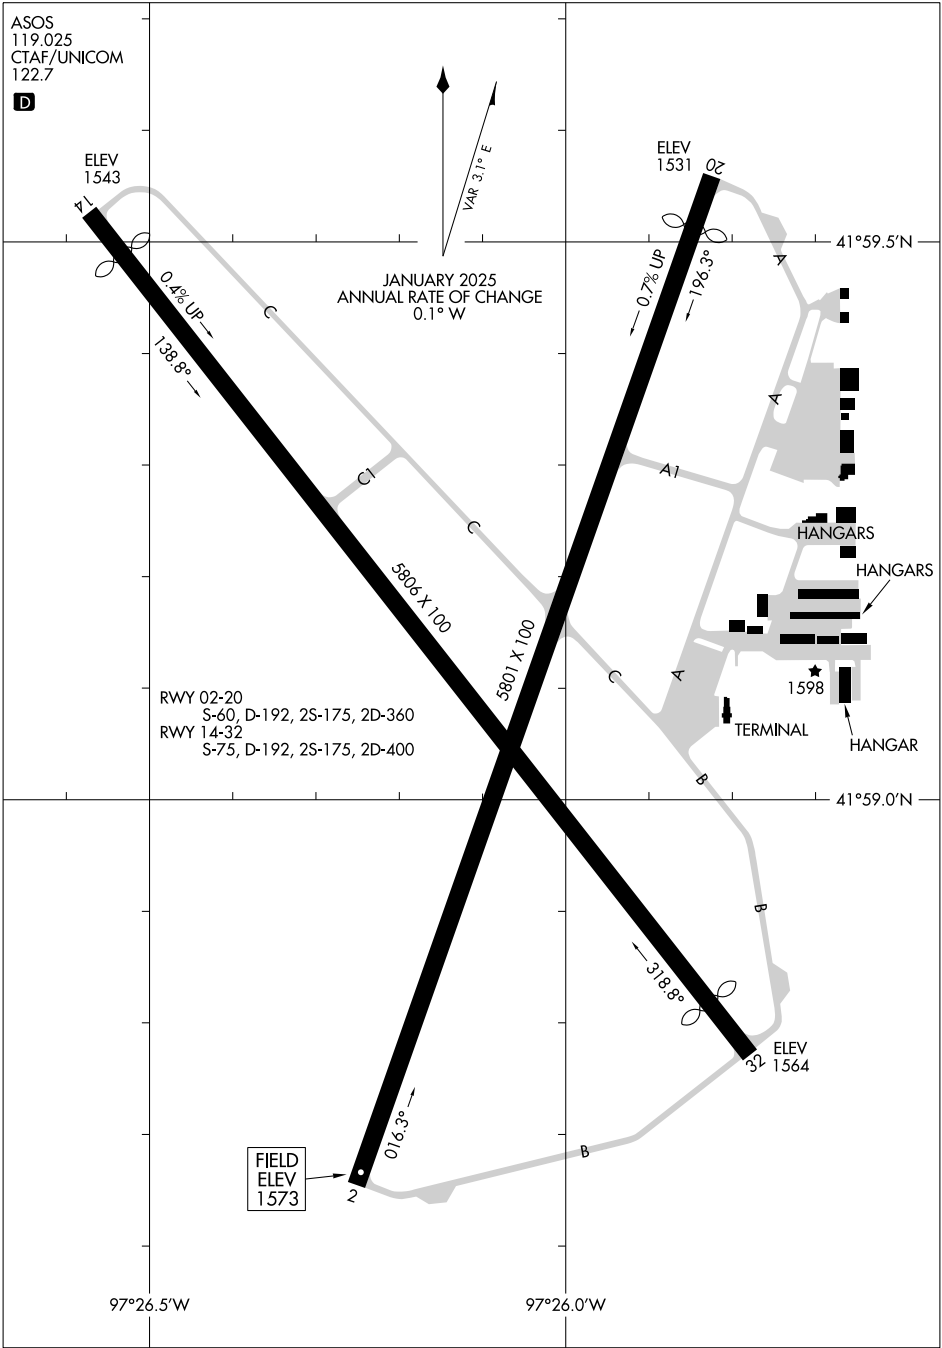 ASOS
119.025
CTAF/UNICOM
122.7
D
ELEV
1543
14
VAR 3.1° E
JANUARY 2025
ANNUAL RATE OF CHANGE
0.1° W
ELEV
1531
20
41°59.5'N
0.4% UP
138.8°
0.7% UP
196.3°
A
C
A
C1
A1
C
HANGARS
HANGARS
5806 X 100
5801 X 100
C
A
1598
TERMINAL
HANGAR
RWY 02-20
S-60, D-192, 2S-175, 2D-360
RWY 14-32
S-75, D-192, 2S-175, 2D-400
B
41°59.0'N
B
318.8°
32
ELEV
1564
016.3°
B
FIELD
ELEV
1573
2
97°26.5'W
97°26.0'W